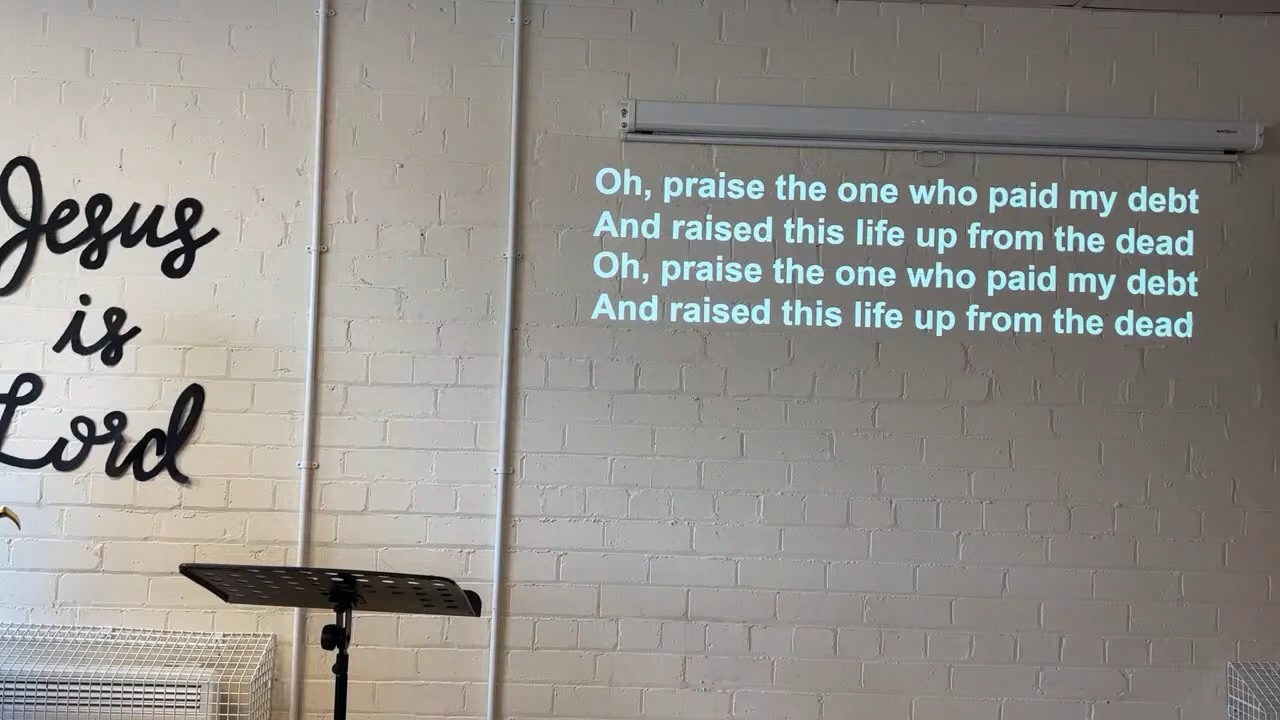 Jesus
is
Lord
Oh, praise the one who paid my debt
And raised this life up from the dead
Oh, praise the one who paid my debt
And raised this life up from the dead